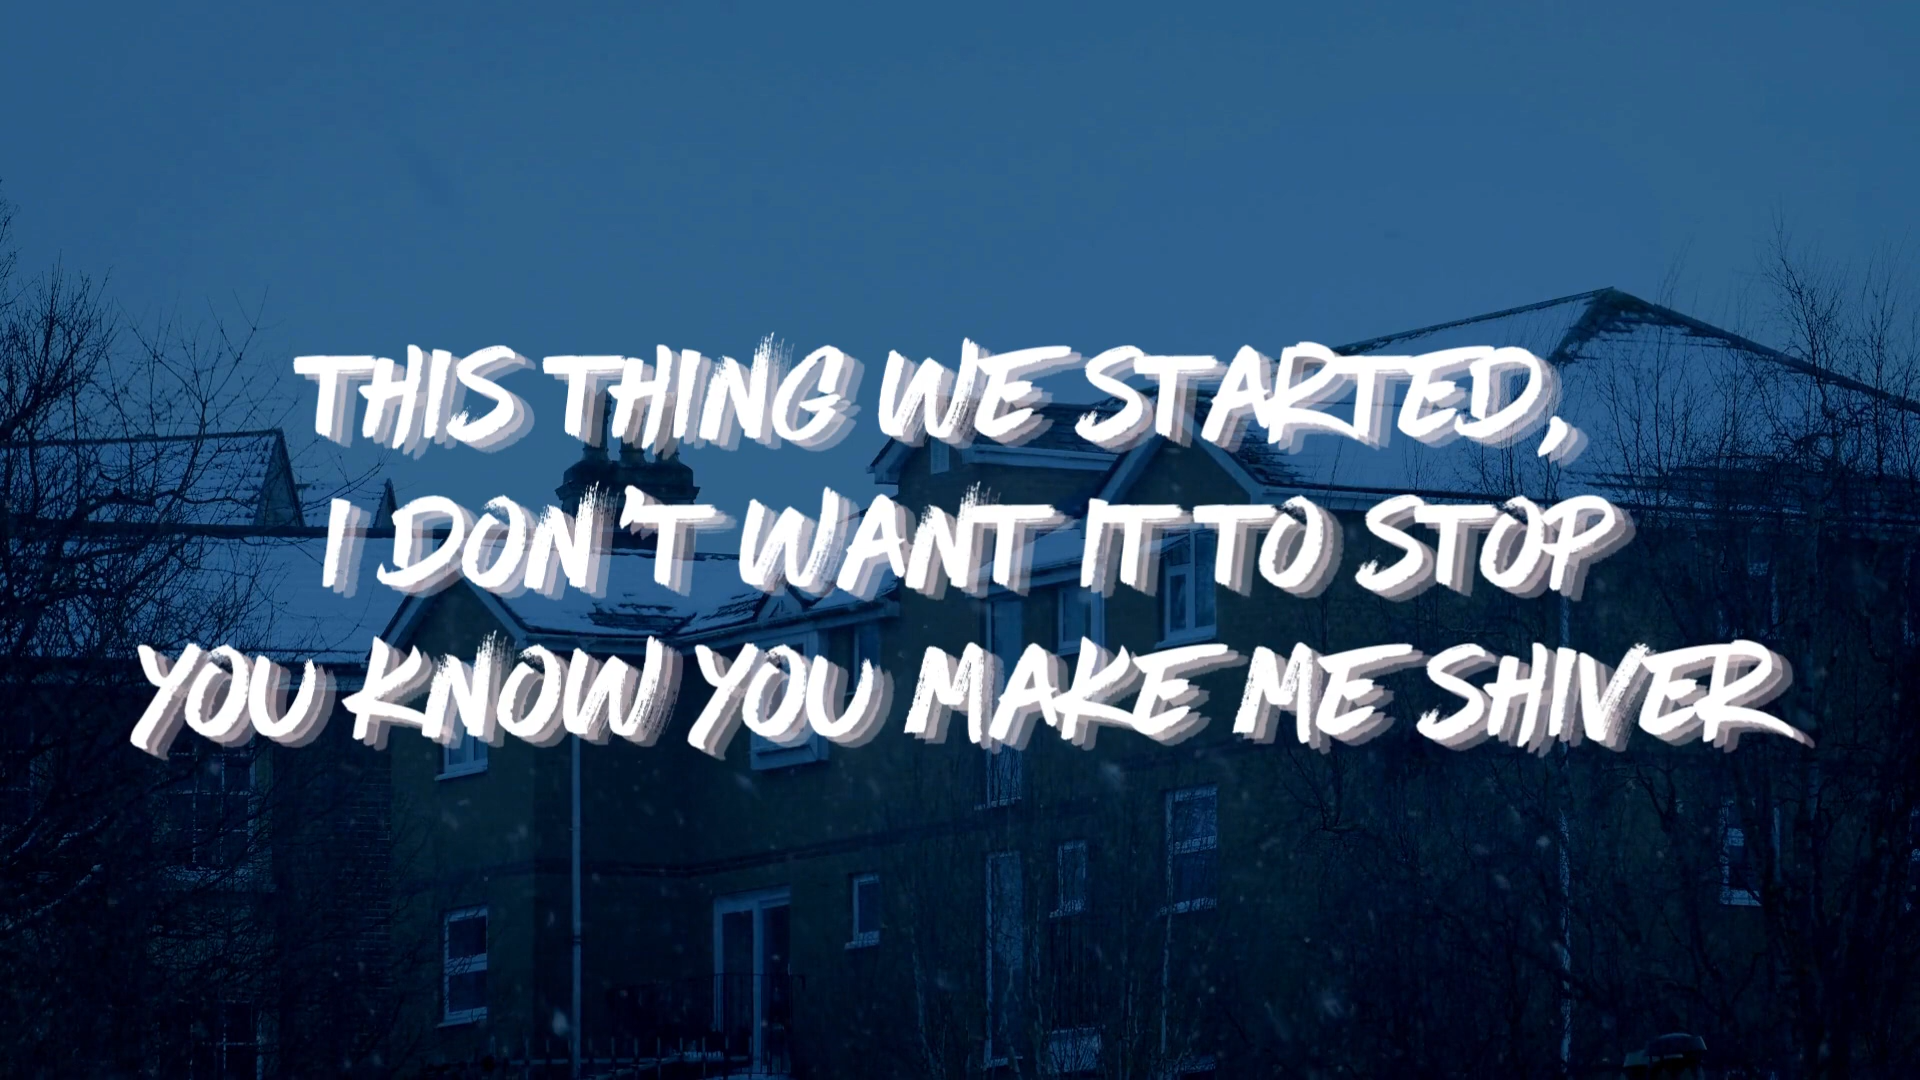 THIS THING WE STARTED,
I DON'T WANT IT TO STOP
YOU KNOW YOU MAKE ME SHIVER